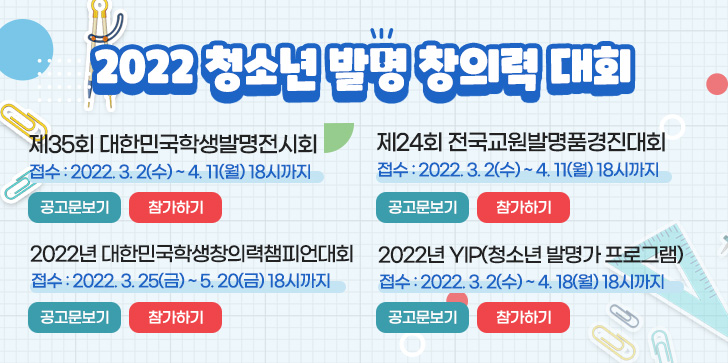 2022 청소년 발명 창의력 대회
제35회 대한민국학생발명전시회
접수 : 2022. 3. 2(수) ~ 4. 11(월) 18시까지
공고문보기 참가하기
제24회 전국교원발명품경진대회
접수 : 2022. 3. 2(수) ~ 4. 11(월) 18시까지
공고문보기 참가하기
2022년 대한민국학생창의력챔피언대회
접수 : 2022. 3. 25(금) ~ 5. 20(금) 18시까지
공고문보기 참가하기
2022년 YIP(청소년 발명가 프로그램)
접수 : 2022. 3. 2(수) ~ 4. 18(월) 18시까지
공고문보기 참가하기